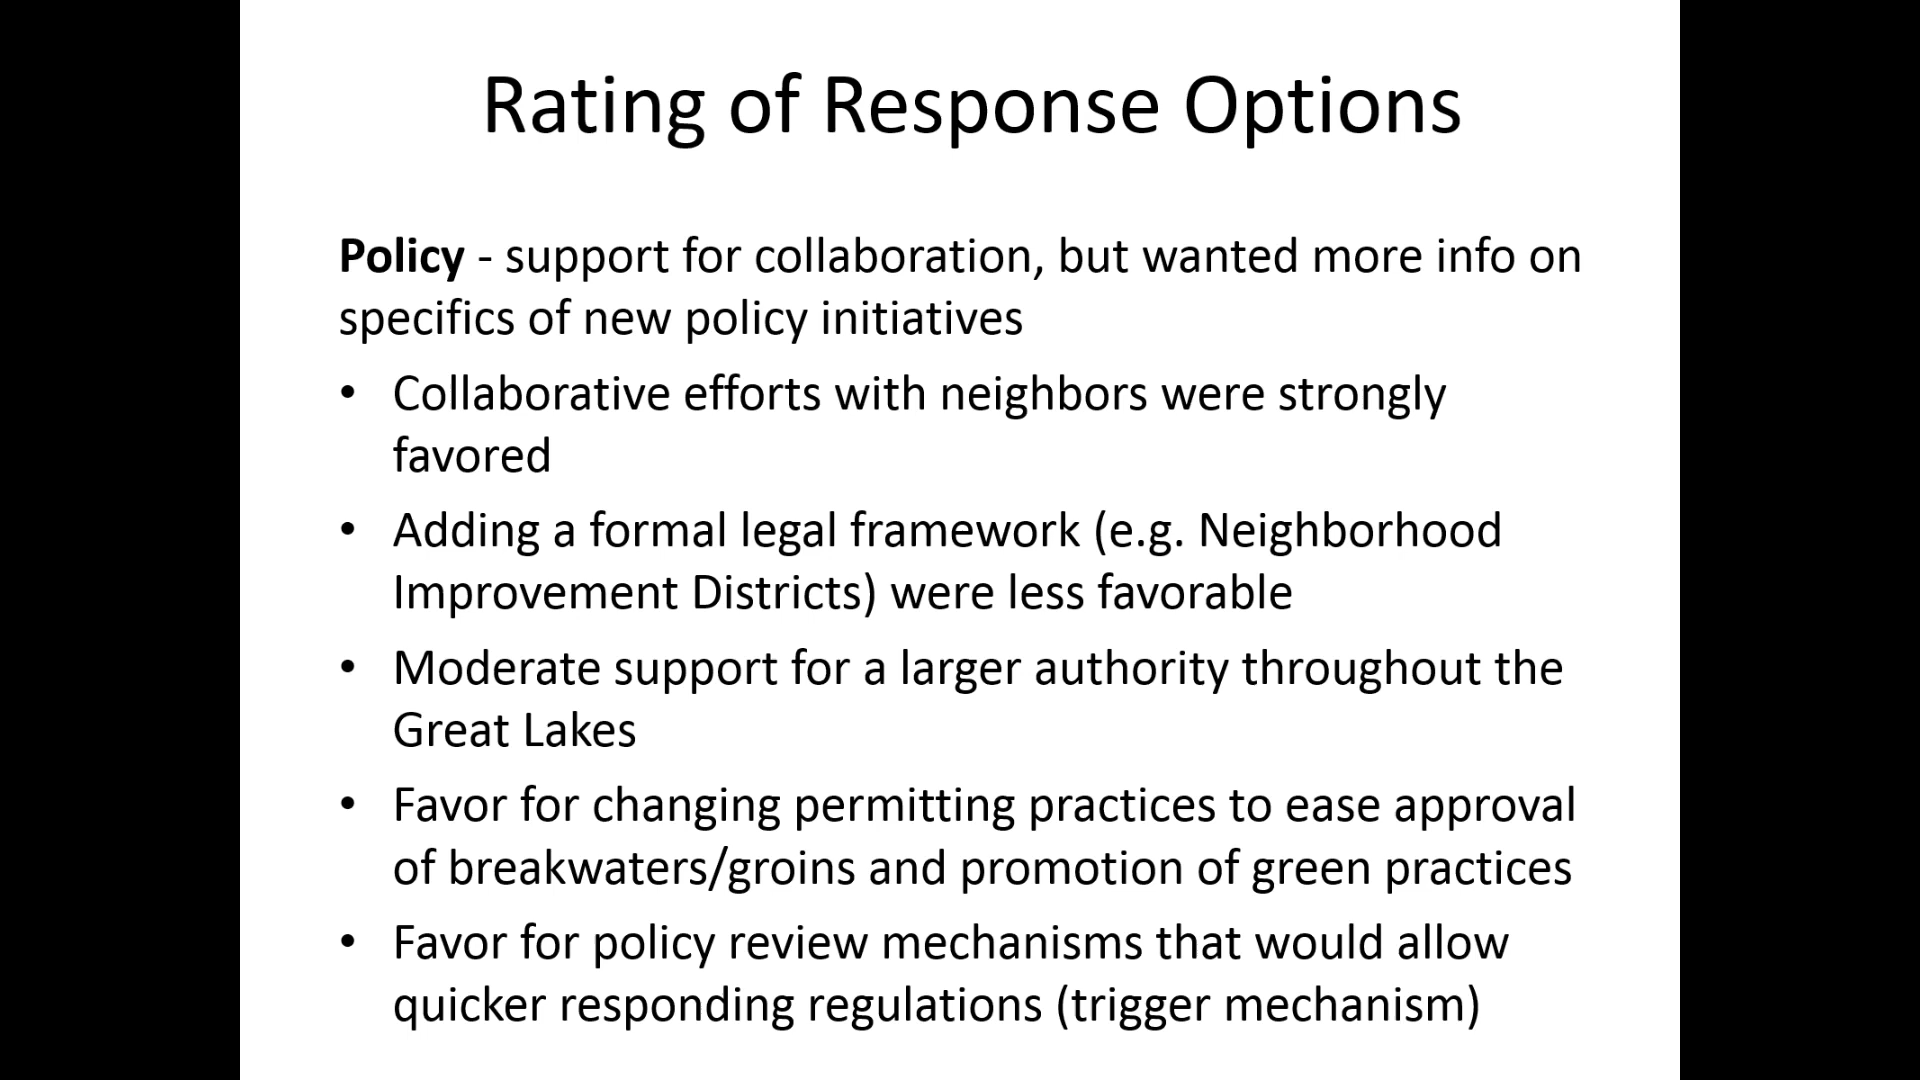 Rating of Response Options
Policy - support for collaboration, but wanted more info on
specifics of new policy initiatives
• Collaborative efforts with neighbors were strongly
favored
• Adding a formal legal framework (e.g. Neighborhood
Improvement Districts) were less favorable
• Moderate support for a larger authority throughout the
Great Lakes
• Favor for changing permitting practices to ease approval
of breakwaters/groins and promotion of green practices
• Favor for policy review mechanisms that would allow
quicker responding regulations (trigger mechanism)